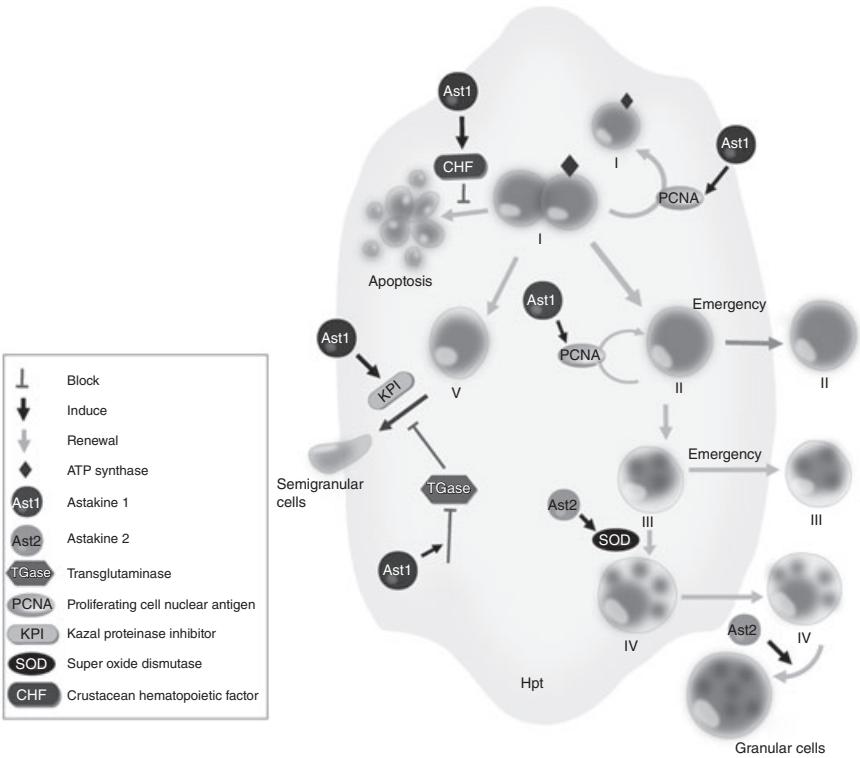 Ast1
CHF
Apoptosis
I
I
PCNA
Ast1
Ast1
PCNA
Emergency
II
II
Ast1
KPI
V
Semigranular
cells
TGase
Ast1
Emergency
III
III
Ast2
SOD
IV
IV
Ast2
Hpt
Granular cells
Block
Induce
Renewal
ATP synthase
Ast1 Astakine 1
Ast2 Astakine 2
TGase Transglutaminase
PCNA Proliferating cell nuclear antigen
KPI Kazal proteinase inhibitor
SOD Super oxide dismutase
CHF Crustacean hematopoietic factor